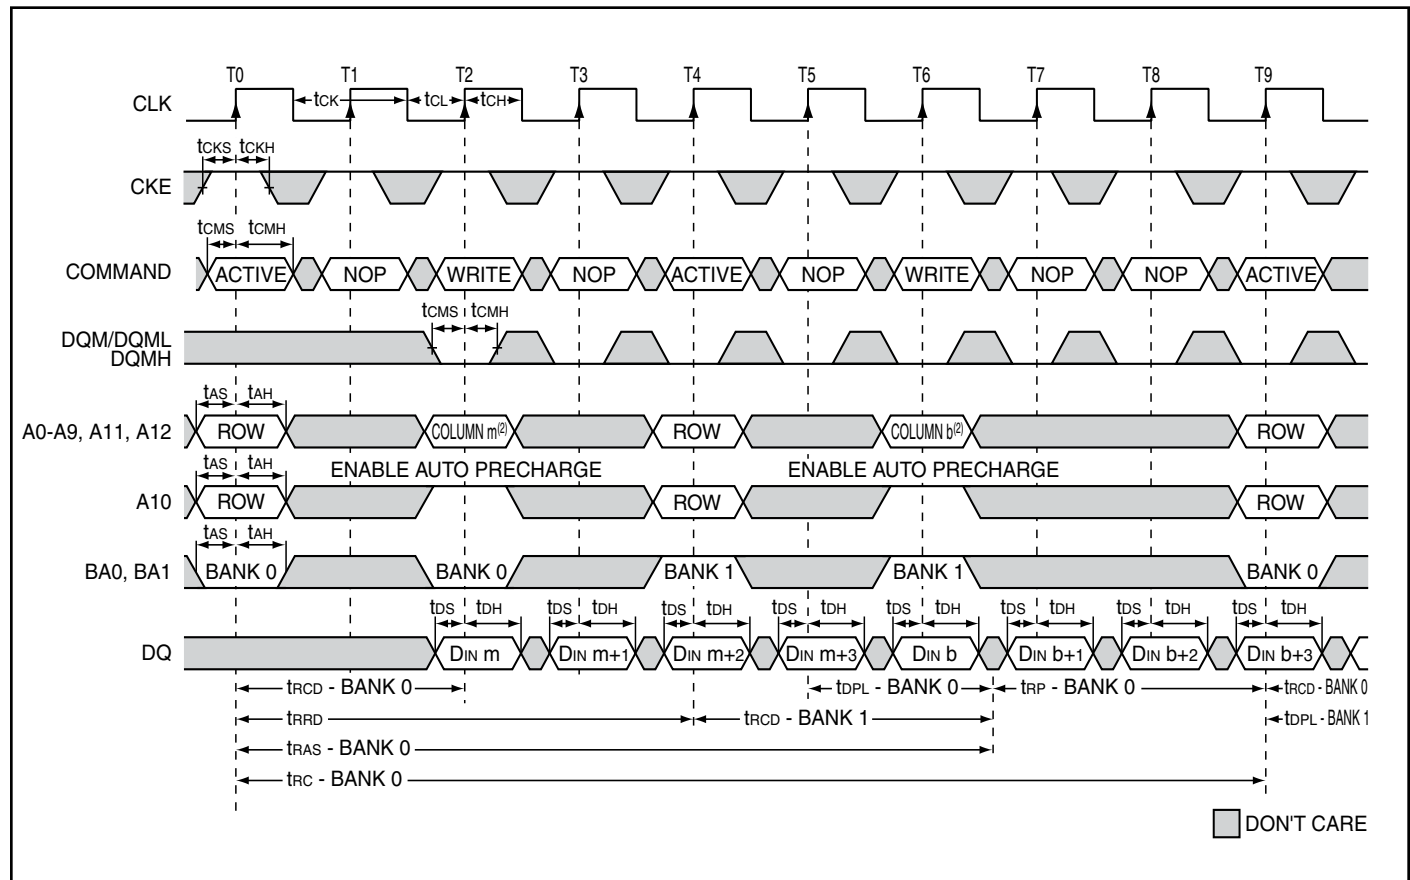 T0 T1 T2 T3 T4 T5 T6 T7 T8 T9
CLK
tCK tCL tCH
tCKS tCKH
CKE
tCMS tCMH
COMMAND ACTIVE NOP WRITE NOP ACTIVE NOP WRITE NOP NOP ACTIVE
tCMS tCMH
DQM/DQML
DQMH
tAS tAH
A0-A9, A11, A12 ROW COLUMN m(2) ROW COLUMN b(2) ROW
tAS tAH ENABLE AUTO PRECHARGE ENABLE AUTO PRECHARGE
A10 ROW ROW ROW
tAS tAH
BA0, BA1 BANK 0 BANK 0 BANK 1 BANK 1 BANK 0
tDS tDH tDS tDH tDS tDH tDS tDH tDS tDH tDS tDH tDS tDH tDS tDH
DQ DIN m DIN m+1 DIN m+2 DIN m+3 DIN b DIN b+1 DIN b+2 DIN b+3
tRCD - BANK 0 tDPL - BANK 0 tRP - BANK 0 tRCD - BANK 0
tRRD tRCD - BANK 1 tDPL - BANK 1
tRAS - BANK 0
tRC - BANK 0
DON'T CARE